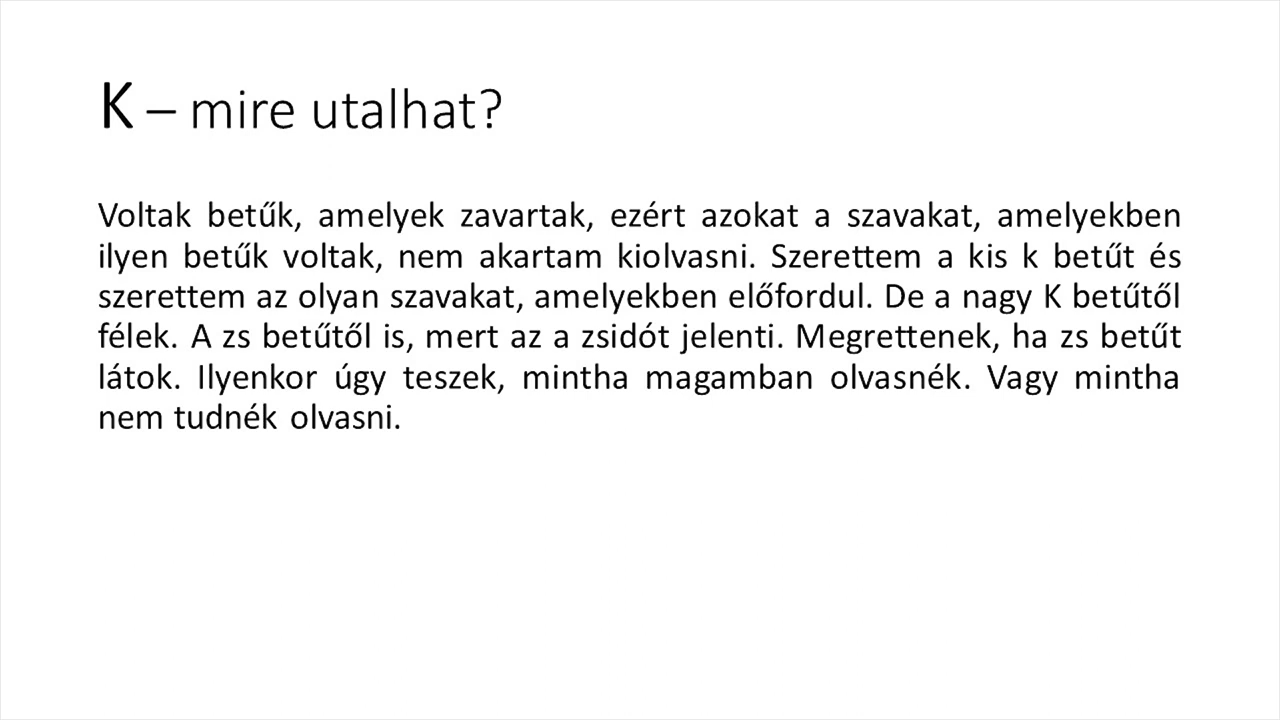 K – mire utalhat?
Voltak betűk, amelyek zavartak, ezért azokat a szavakat, amelyekben
ilyen betűk voltak, nem akartam kiolvasni. Szerettem a kis k betűt és
szerettem az olyan szavakat, amelyekben előfordul. De a nagy K betűtől
félek. A zs betűtől is, mert az a zsidót jelenti. Megrettenek, ha zs betűt
látok. Ilyenkor úgy teszek, mintha magamban olvasnék. Vagy mintha
nem tudnék olvasni.